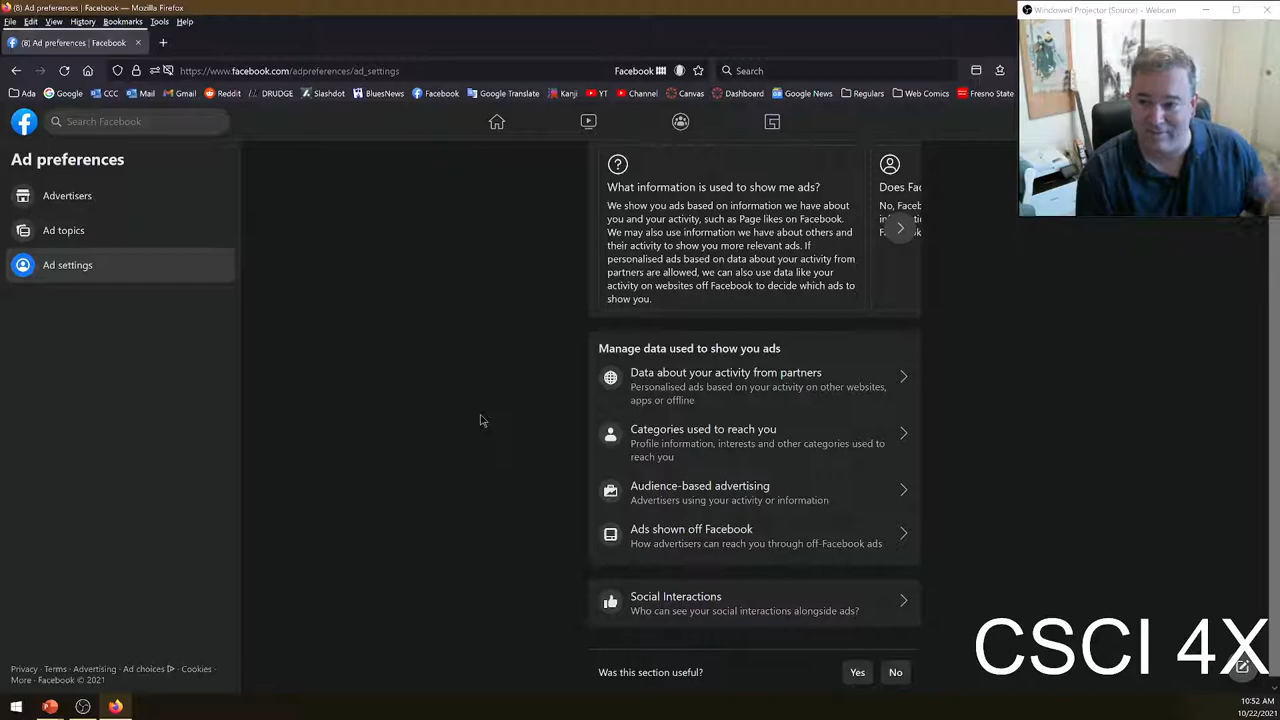 (8) Ad preferences | Facebook — Mozilla Firefox
Windowed Projector (Source) - Webcam
File Edit View History Bookmarks Tools Help
(8) Ad preferences | Facebook
https://www.facebook.com/adpreferences/ad_settings
Facebook
Search
Ada Google CCC Mail Gmail Reddit DRUDGE Slashdot BluesNews Facebook Google Translate Kanji YT Channel Canvas Dashboard Google News Regulars Web Comics Fresno State
Search Facebook
Ad preferences
Advertisers
Ad topics
Ad settings
What information is used to show me ads?
We show you ads based on information we have about
you and your activity, such as Page likes on Facebook.
We may also use information we have about others and
their activity to show you more relevant ads. If
personalised ads based on data about your activity from
partners are allowed, we can also use data like your
activity on websites off Facebook to decide which ads to
show you.
Does Fac
No, Faceb
Manage data used to show you ads
Data about your activity from partners
Personalised ads based on your activity on other websites,
apps or offline
Categories used to reach you
Profile information, interests and other categories used to
reach you
Audience-based advertising
Advertisers using your activity or information
Ads shown off Facebook
How advertisers can reach you through off-Facebook ads
Social Interactions
Who can see your social interactions alongside ads?
Was this section useful?
Yes
No
Privacy · Terms · Advertising · Ad choices · Cookies ·
More · Facebook © 2021
CSCI 4X
10:52 AM
10/22/2021